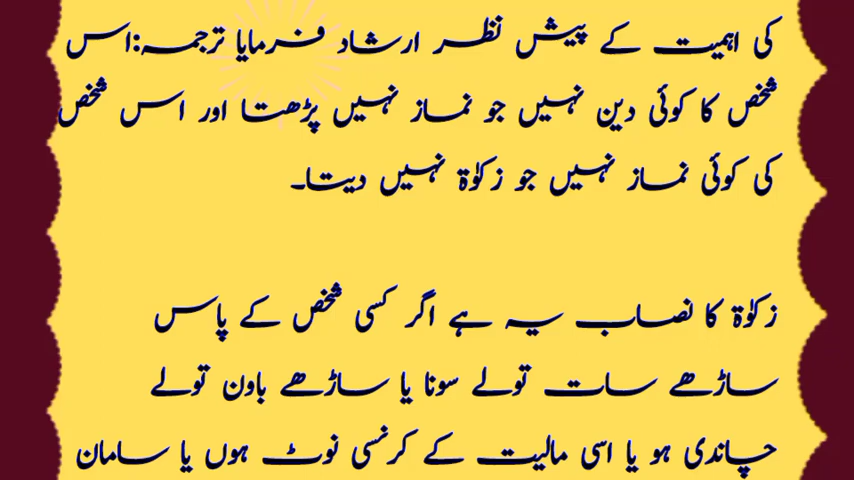 کی اہمیت کے پیش نظر ارشاد فرمایا ترجمہ:اس
شخص کا کوئی دین نہیں جو نماز نہیں پڑھتا اور اس شخص
کی کوئی نماز نہیں جو زکوٰۃ نہیں دیتا۔
زکوٰۃ کا نصاب یہ ہے اگر کسی شخص کے پاس
ساڑھے سات تولے سونا یا ساڑھے باون تولے
چاندی ہو یا اسی مالیت کے کرنسی نوٹ ہوں یا سامان